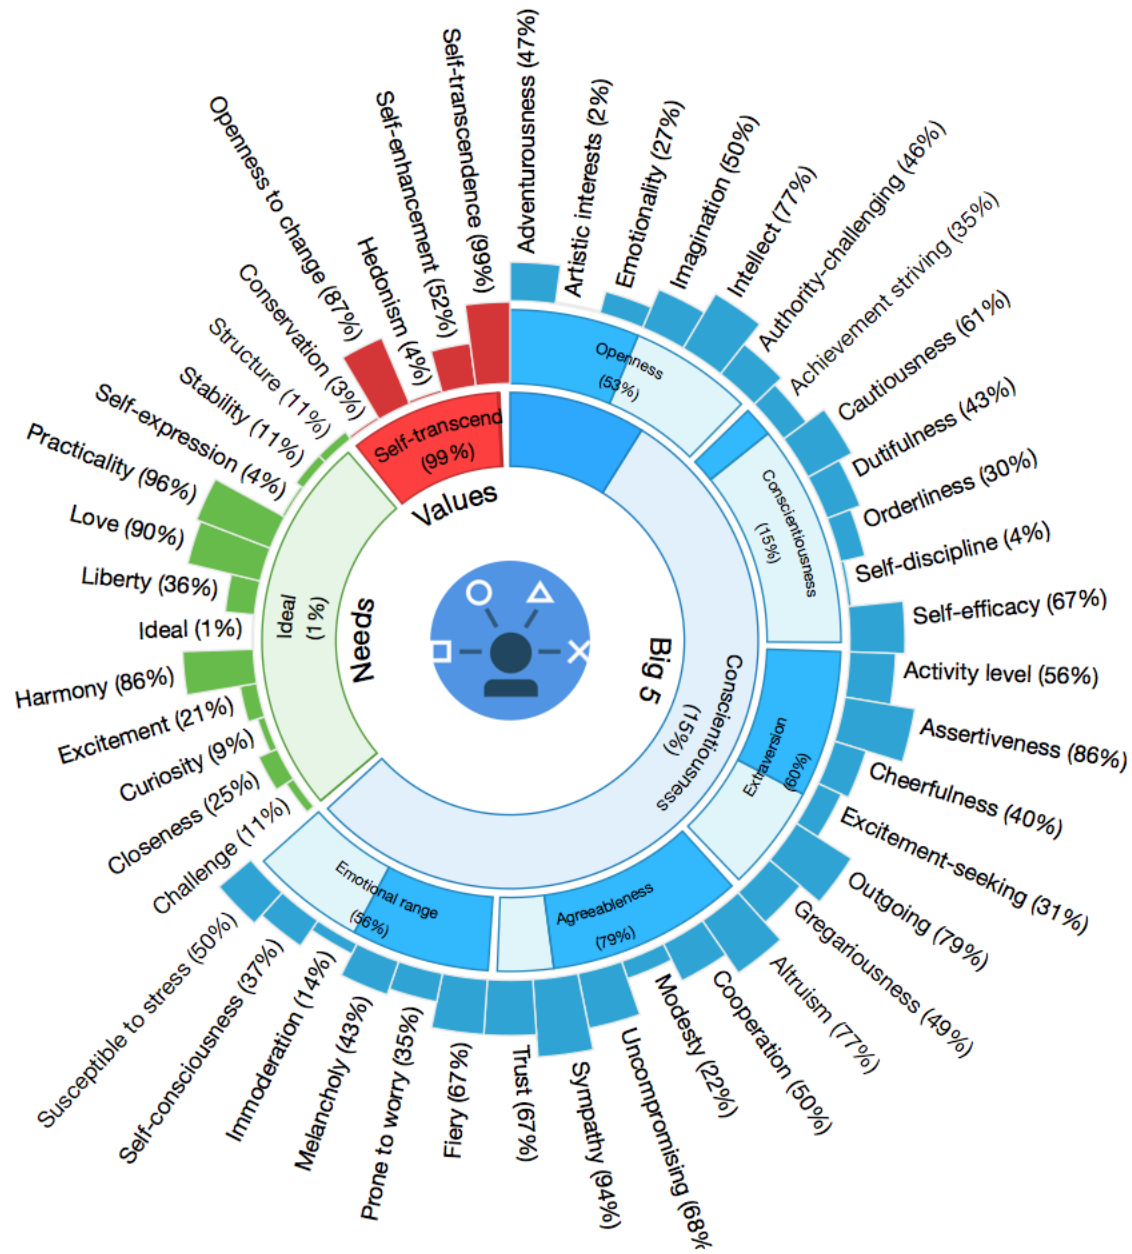 Adventurousness (47%)
Artistic interests (2%)
Emotionality (27%)
Imagination (50%)
Intellect (77%)
Authority-challenging (46%)
Achievement striving (35%)
Cautiousness (61%)
Dutifulness (43%)
Orderliness (30%)
Self-discipline (4%)
Self-efficacy (67%)
Activity level (56%)
Assertiveness (86%)
Cheerfulness (40%)
Excitement-seeking (31%)
Outgoing (79%)
Gregariousness (49%)
Altruism (77%)
Cooperation (50%)
Modesty (22%)
Uncompromising (68%
Sympathy (94%)
Trust (67%)
Fiery (67%)
Prone to worry (35%)
Melancholy (43%)
Immoderation (14%)
Self-consciousness (37%)
Susceptible to stress (50%)
Challenge (11%)
Closeness (25%)
Curiosity (9%)
Excitement (21%)
Harmony (86%)
Ideal (1%)
Liberty (36%)
Love (90%)
Practicality (96%)
Self-expression (4%)
Stability (11%)
Structure (11%)
Conservation (3%)
Openness to change (87%)
Hedonism (4%)
Self-enhancement (52%)
Self-transcendence (99%)
Openness
(53%)
Conscientiousness
(15%)
Extraversion
(60%)
Agreeableness
(79%)
Emotional range
(56%)
Conscientiousness
(15%)
Big 5
Ideal
(1%)
Needs
Self-transcend
(99%)
Values